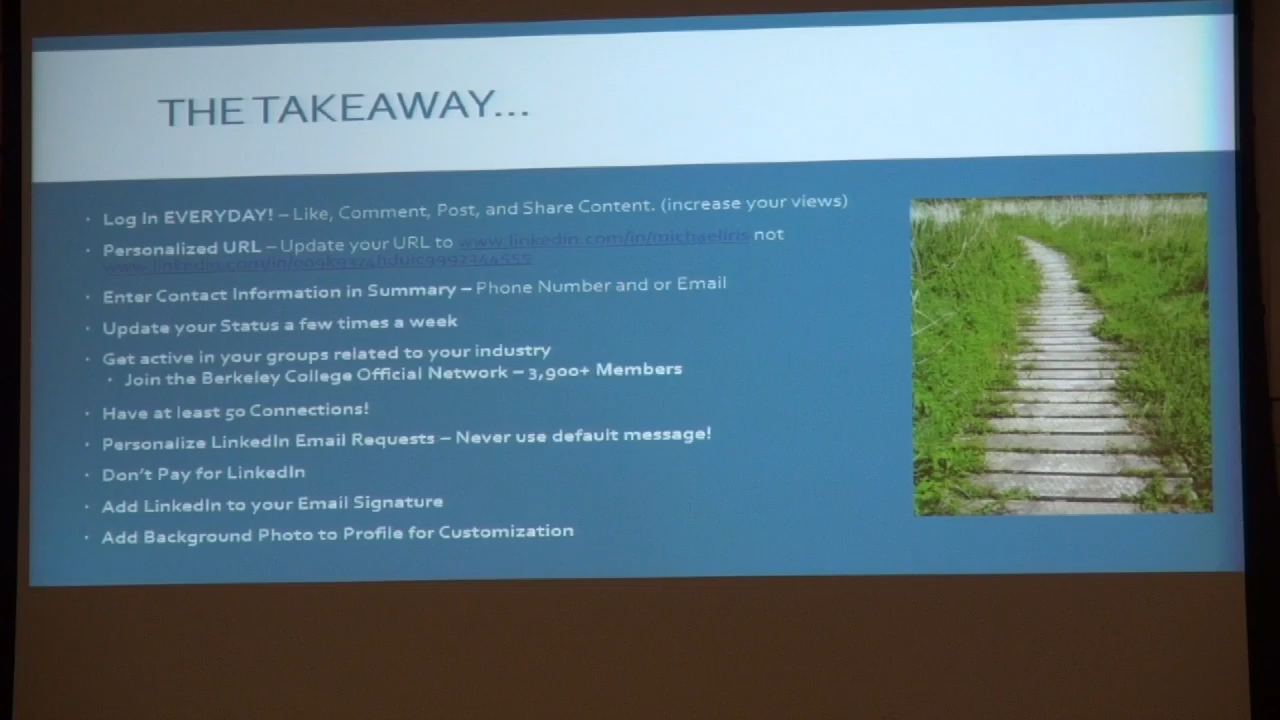 THE TAKEAWAY...
• Log In EVERYDAY! – Like, Comment, Post, and Share Content. (increase your views)
• Personalized URL – Update your URL to www.linkedin.com/in/michaeliris not
• Enter Contact Information in Summary – Phone Number and or Email
• Update your Status a few times a week
• Get active in your groups related to your industry
• Join the Berkeley College Official Network – 3,900+ Members
• Have at least 50 Connections!
• Personalize LinkedIn Email Requests – Never use default message!
• Don't Pay for LinkedIn
• Add LinkedIn to your Email Signature
• Add Background Photo to Profile for Customization